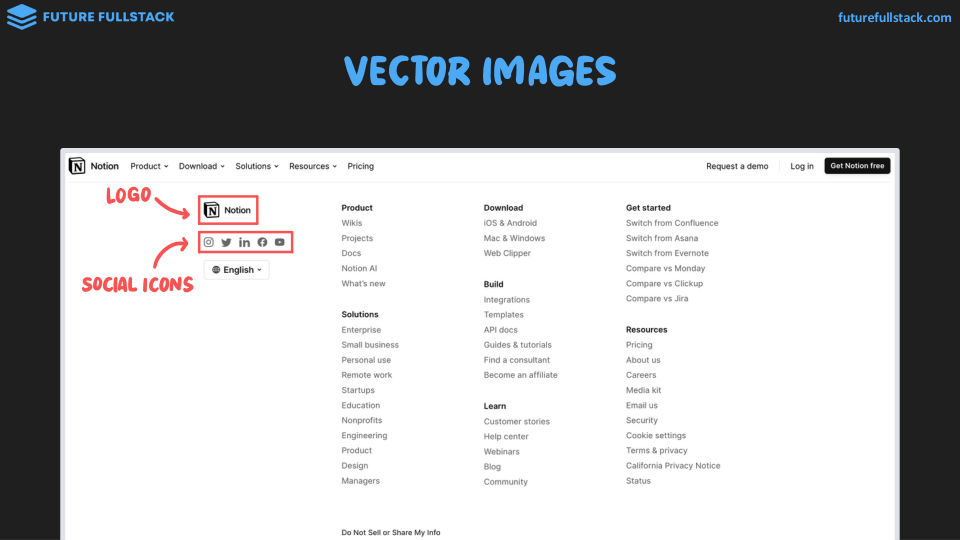 FUTURE FULLSTACK
futurefullstack.com
VECTOR IMAGES
Notion Product Download Solutions Resources Pricing Request a demo Log in Get Notion free
LOGO
Notion
SOCIAL ICONS
English
Product
Wikis
Projects
Docs
Notion AI
What's new
Solutions
Enterprise
Small business
Personal use
Remote work
Startups
Education
Nonprofits
Engineering
Product
Design
Managers
Download
iOS & Android
Mac & Windows
Web Clipper
Build
Integrations
Templates
API docs
Guides & tutorials
Find a consultant
Become an affiliate
Learn
Customer stories
Help center
Webinars
Blog
Community
Get started
Switch from Confluence
Switch from Asana
Switch from Evernote
Compare vs Monday
Compare vs Clickup
Compare vs Jira
Resources
Pricing
About us
Careers
Media kit
Email us
Security
Cookie settings
Terms & privacy
California Privacy Notice
Status
Do Not Sell or Share My Info